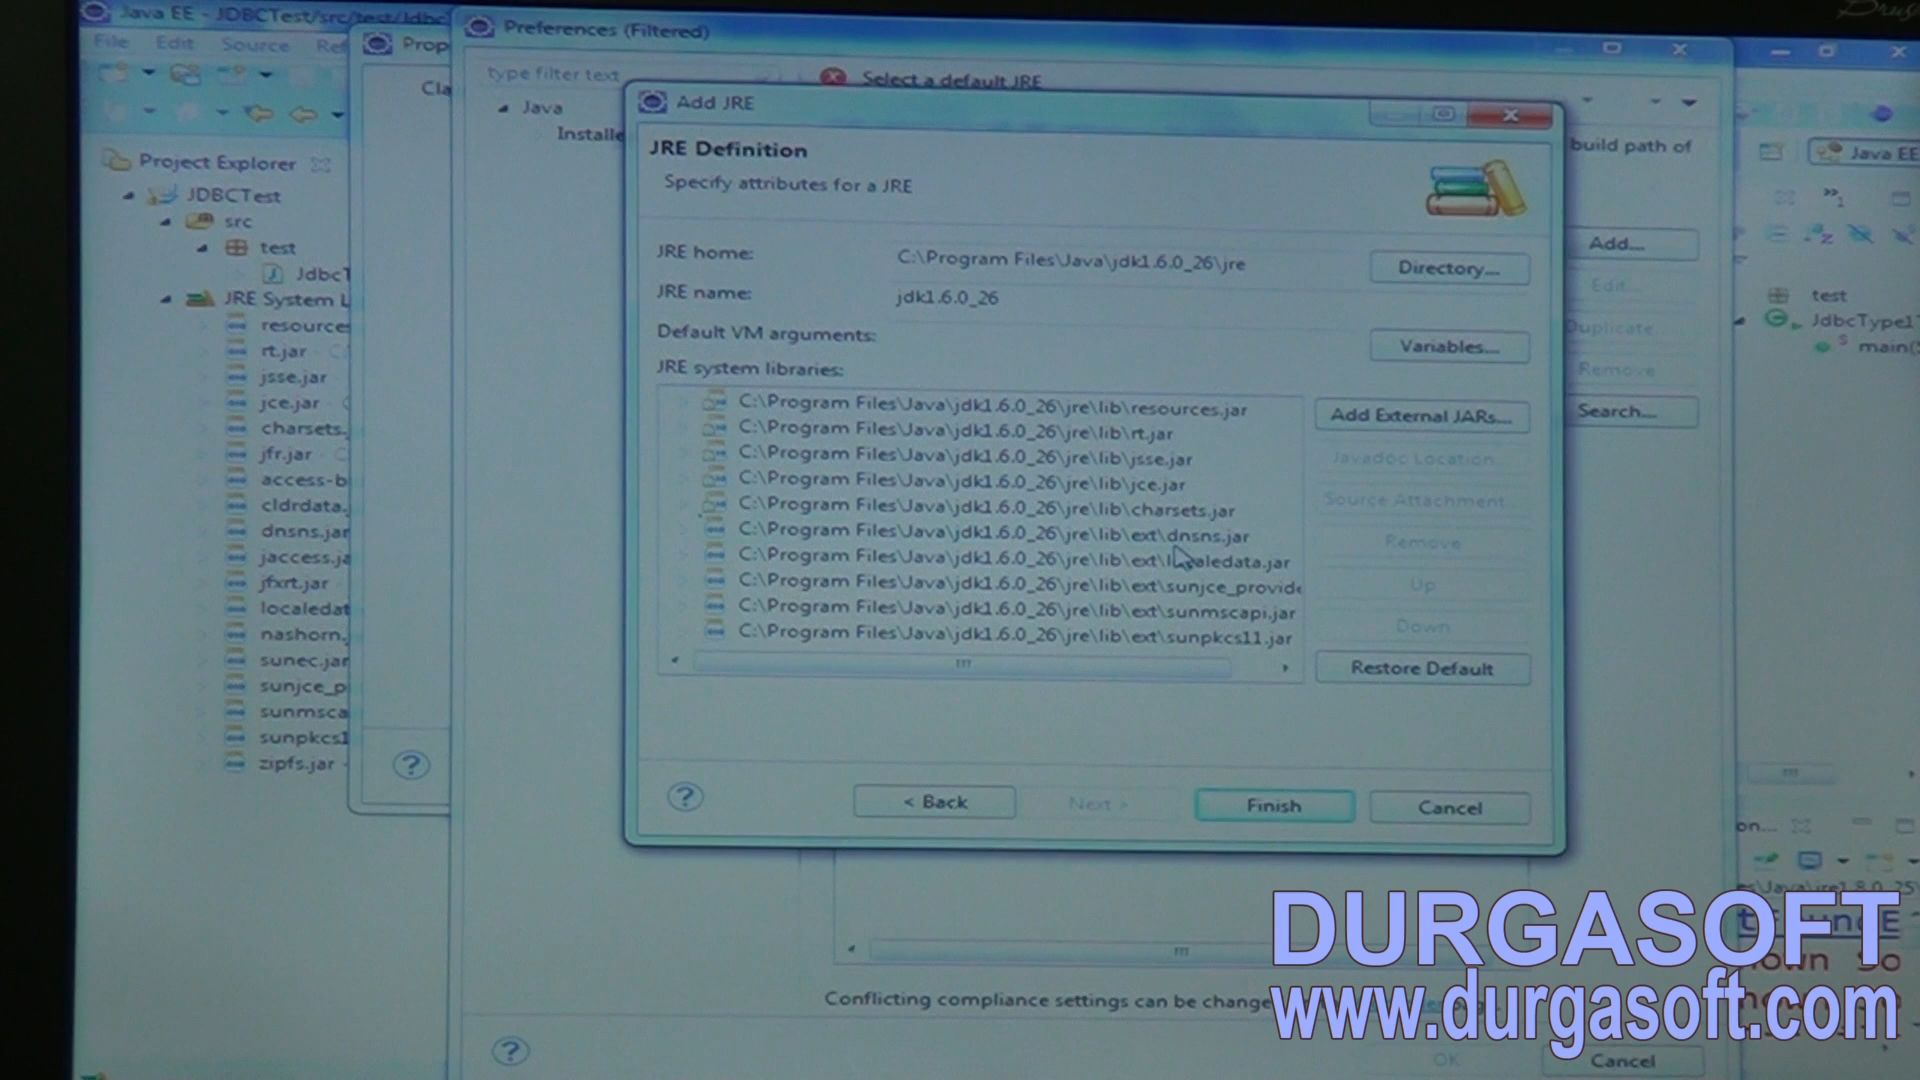 Java EE - JDBCTest/src/test/Jdbc
File Edit Source Ref
Prop
Preferences (Filtered)
type filter text
Select a default JRE
Cla
Java
Installe
build path of
Java EE
Project Explorer
JDBCTest
src
test
JdbcT
JRE System L
resources
rt.jar
jsse.jar
jce.jar
charsets.
jfr.jar
access-b
cldrdata.
dnsns.jar
jaccess.ja
jfxrt.jar
localedat
nashorn.j
sunec.jar
sunjce_p
sunmsca
sunpkcs1
zipfs.jar
Add JRE
JRE Definition
Specify attributes for a JRE
JRE home:
C:\Program Files\Java\jdk1.6.0_26\jre
Directory...
JRE name:
jdk1.6.0_26
Default VM arguments:
Variables...
JRE system libraries:
C:\Program Files\Java\jdk1.6.0_26\jre\lib\resources.jar
C:\Program Files\Java\jdk1.6.0_26\jre\lib\rt.jar
C:\Program Files\Java\jdk1.6.0_26\jre\lib\jsse.jar
C:\Program Files\Java\jdk1.6.0_26\jre\lib\jce.jar
C:\Program Files\Java\jdk1.6.0_26\jre\lib\charsets.jar
C:\Program Files\Java\jdk1.6.0_26\jre\lib\ext\dnsns.jar
C:\Program Files\Java\jdk1.6.0_26\jre\lib\ext\localedata.jar
C:\Program Files\Java\jdk1.6.0_26\jre\lib\ext\sunjce_provide
C:\Program Files\Java\jdk1.6.0_26\jre\lib\ext\sunmscapi.jar
C:\Program Files\Java\jdk1.6.0_26\jre\lib\ext\sunpkcs11.jar
Add External JARs...
Javadoc Location...
Source Attachment...
Remove
Up
Down
Restore Default
< Back
Next >
Finish
Cancel
Add...
Edit...
Duplicate...
Remove
Search...
test
JdbcType1
main(
on...
Conflicting compliance settings can be change
OK
Cancel
DURGASOFT
www.durgasoft.com